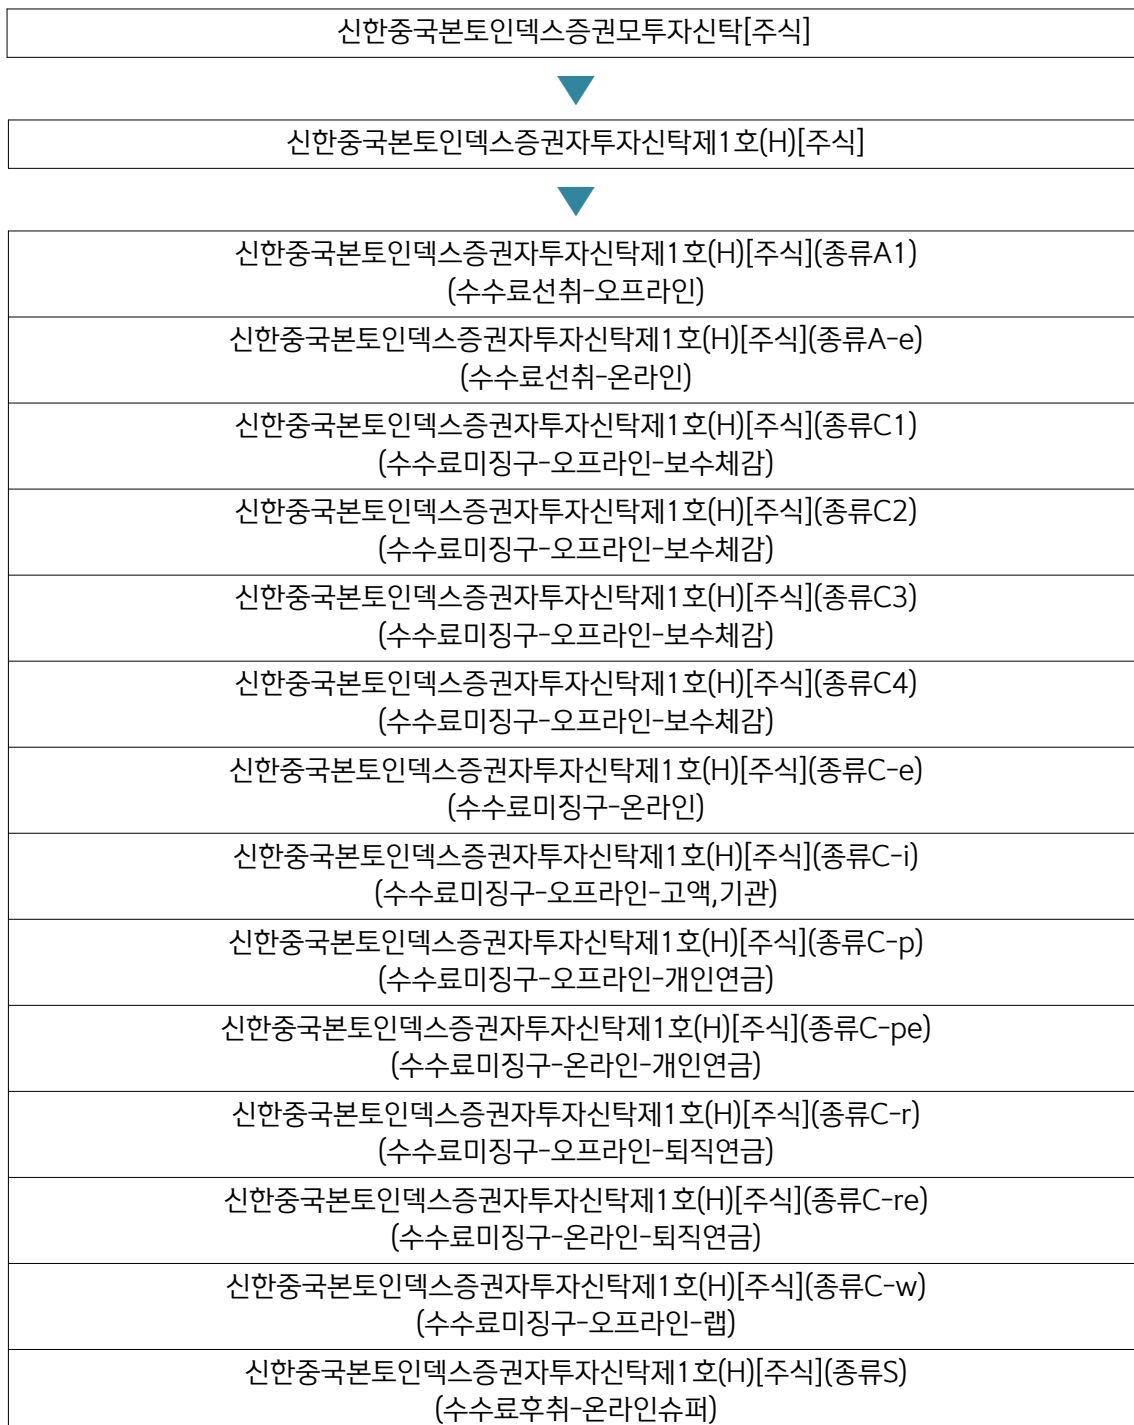 신한중국본토인덱스증권모투자신탁[주식]
신한중국본토인덱스증권자투자신탁제1호(H)[주식]
신한중국본토인덱스증권자투자신탁제1호(H)[주식](종류A1)
(수수료선취-오프라인)
신한중국본토인덱스증권자투자신탁제1호(H)[주식](종류A-e)
(수수료선취-온라인)
신한중국본토인덱스증권자투자신탁제1호(H)[주식](종류C1)
(수수료미징구-오프라인-보수체감)
신한중국본토인덱스증권자투자신탁제1호(H)[주식](종류C2)
(수수료미징구-오프라인-보수체감)
신한중국본토인덱스증권자투자신탁제1호(H)[주식](종류C3)
(수수료미징구-오프라인-보수체감)
신한중국본토인덱스증권자투자신탁제1호(H)[주식](종류C4)
(수수료미징구-오프라인-보수체감)
신한중국본토인덱스증권자투자신탁제1호(H)[주식](종류C-e)
(수수료미징구-온라인)
신한중국본토인덱스증권자투자신탁제1호(H)[주식](종류C-i)
(수수료미징구-오프라인-고액,기관)
신한중국본토인덱스증권자투자신탁제1호(H)[주식](종류C-p)
(수수료미징구-오프라인-개인연금)
신한중국본토인덱스증권자투자신탁제1호(H)[주식](종류C-pe)
(수수료미징구-온라인-개인연금)
신한중국본토인덱스증권자투자신탁제1호(H)[주식](종류C-r)
(수수료미징구-오프라인-퇴직연금)
신한중국본토인덱스증권자투자신탁제1호(H)[주식](종류C-re)
(수수료미징구-온라인-퇴직연금)
신한중국본토인덱스증권자투자신탁제1호(H)[주식](종류C-w)
(수수료미징구-오프라인-랩)
신한중국본토인덱스증권자투자신탁제1호(H)[주식](종류S)
(수수료후취-온라인슈퍼)